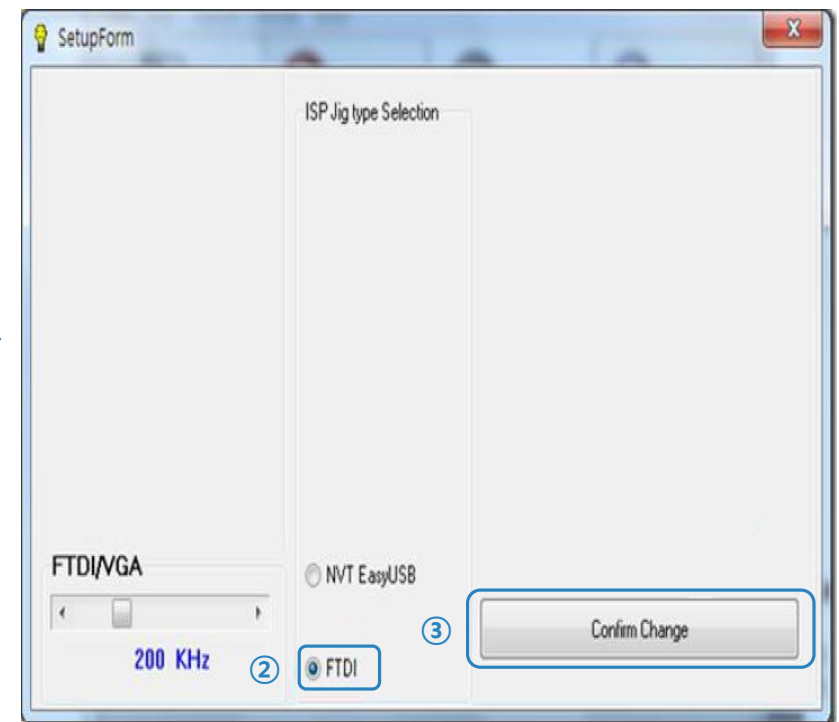 SetupForm
X
ISP Jig type Selection
FTDI/VGA
200 KHz
NVT EasyUSB
② FTDI
③ Confirm Change